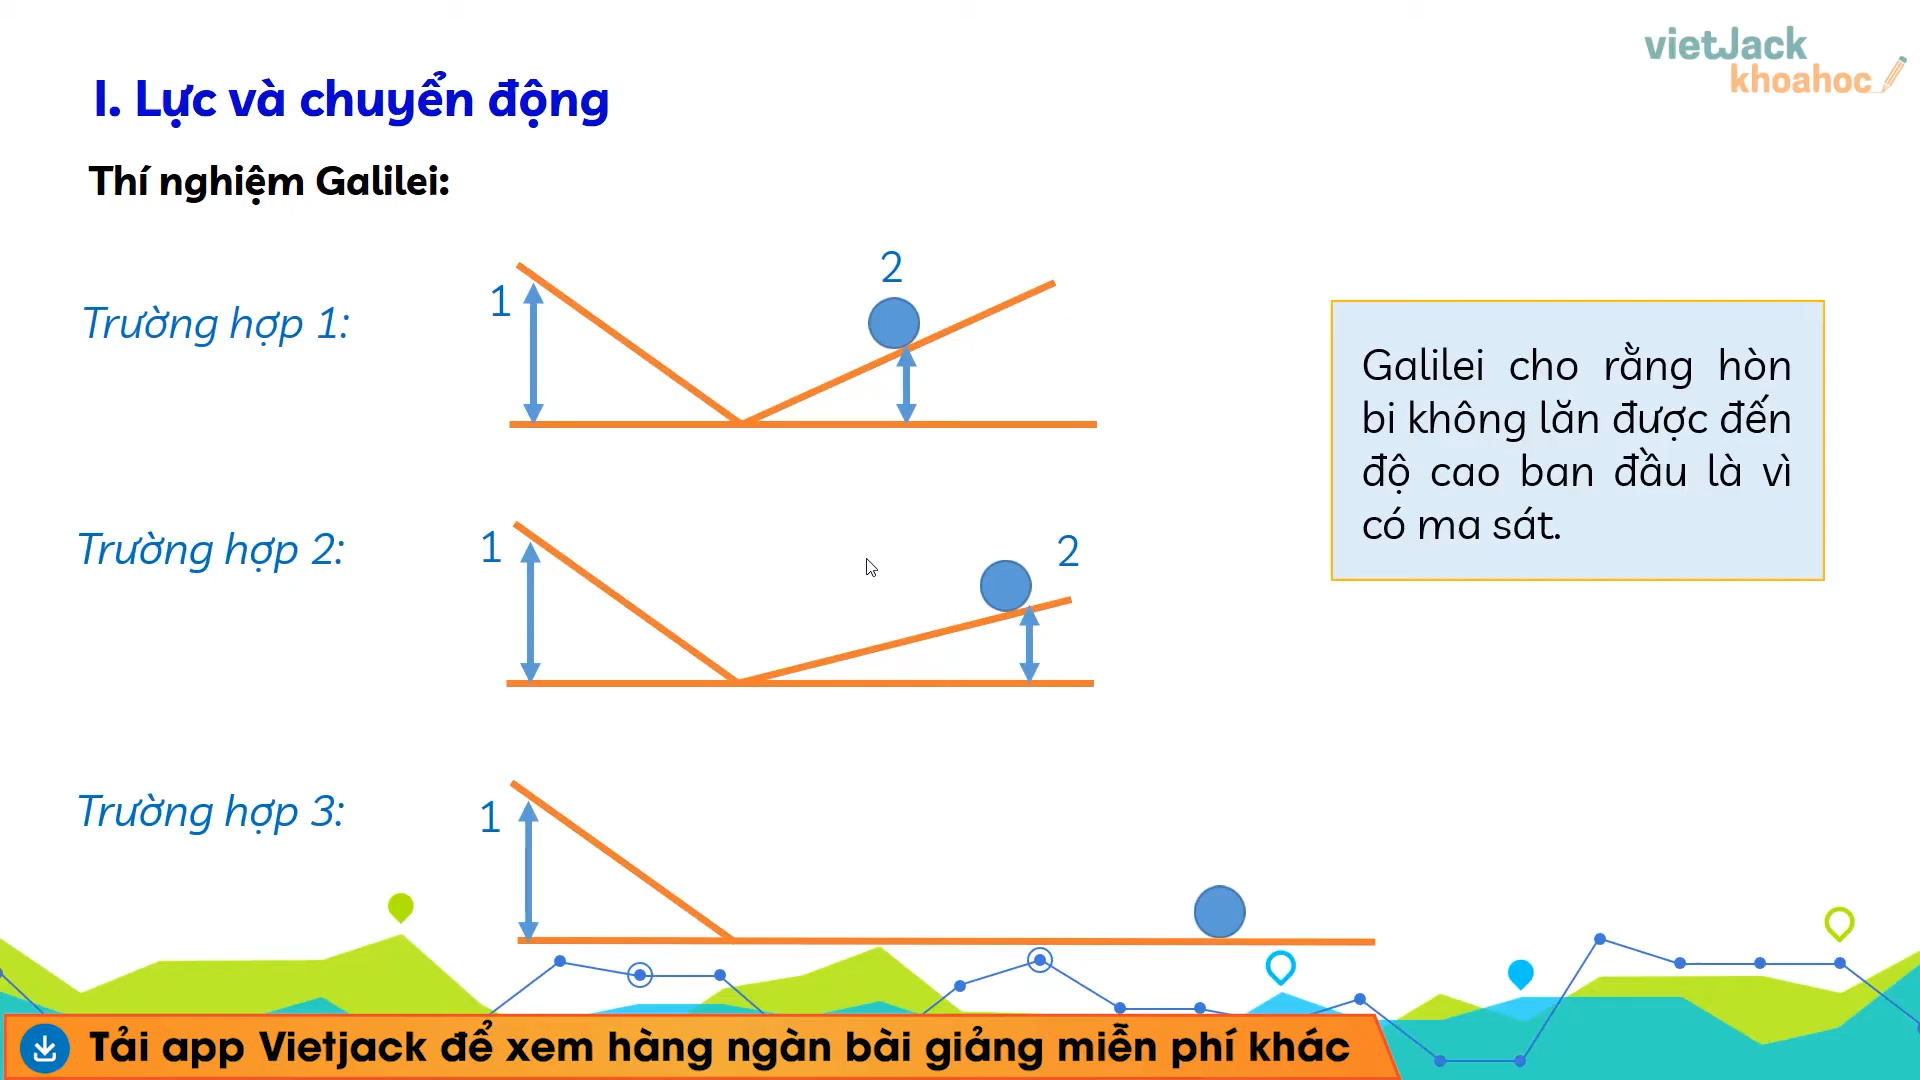 vietJack
khoahoc
I. Lực và chuyển động
Thí nghiệm Galilei:
Trường hợp 1:
1
2
Galilei cho rằng hòn
bi không lăn được đến
độ cao ban đầu là vì
có ma sát.
Trường hợp 2:
1
2
Trường hợp 3:
1
Tải app Vietjack để xem hàng ngàn bài giảng miễn phí khác